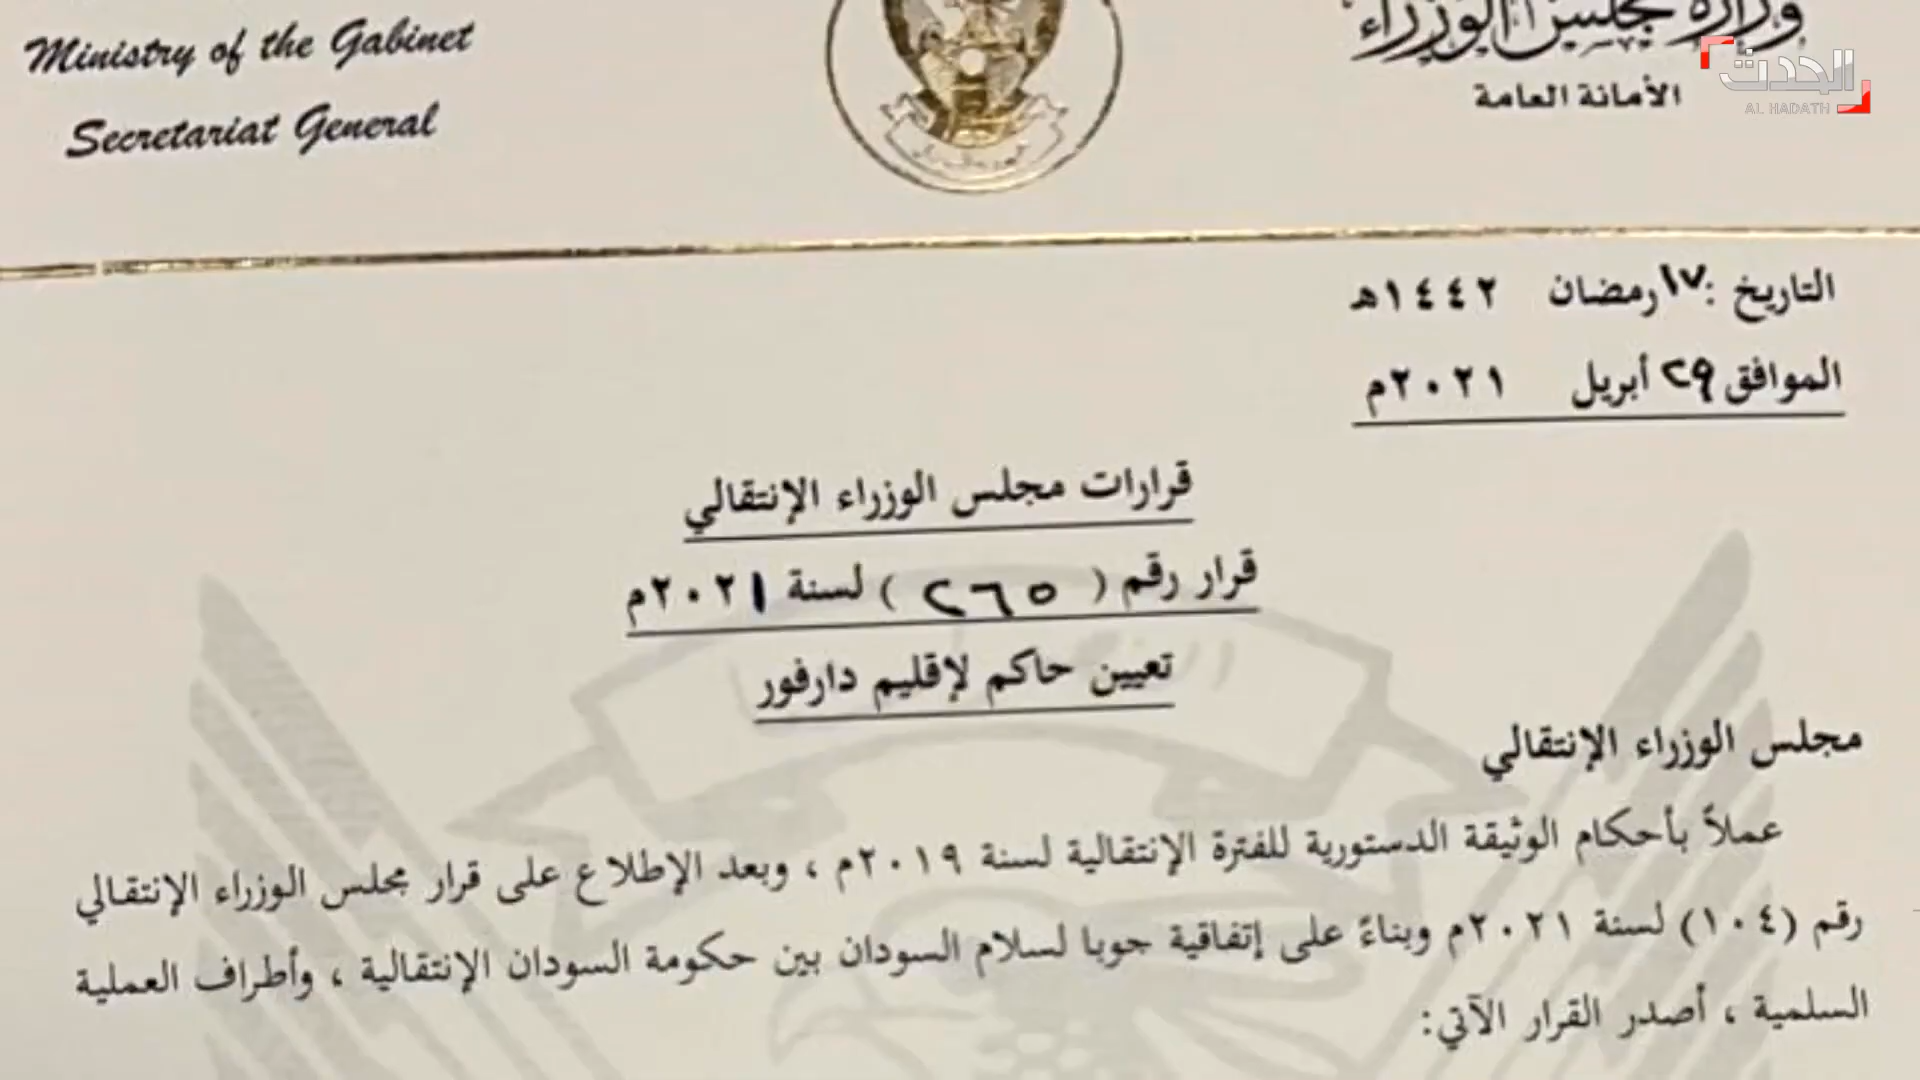 Ministry of the Gabinet
Secretariat General
وزارة مجلس الوزراء
الأمانة العامة
الحدث
AL HADATH
التاريخ : ١٧ رمضان ١٤٤٢هـ
الموافق ٢٩ أبريل ٢٠٢١م
قرارات مجلس الوزراء الإنتقالي
قرار رقم ( ٢٦٥ ) لسنة ٢٠٢١م
تعيين حاكم لإقليم دارفور
مجلس الوزراء الإنتقالي
عملاً بأحكام الوثيقة الدستورية للفترة الإنتقالية لسنة ٢٠١٩م ، وبعد الإطلاع على قرار مجلس الوزراء الإنتقالي
رقم (١٠٤) لسنة ٢٠٢١م وبناءً على إتفاقية جوبا لسلام السودان بين حكومة السودان الإنتقالية ، وأطراف العملية
السلمية ، أصدر القرار الآتي: